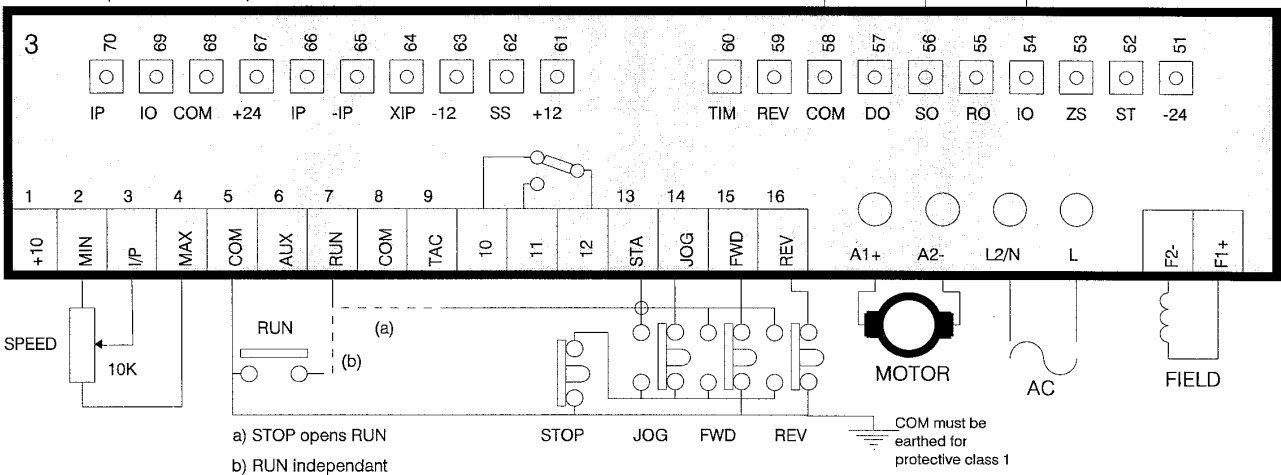 3
70 69 68 67 66 65 64 63 62 61 60 59 58 57 56 55 54 53 52 51
IP IO COM +24 IP -IP XIP -12 SS +12 TIM REV COM DO SO RO IO ZS ST -24
1 2 3 4 5 6 7 8 9 13 14 15 16
+10 MIN I/P MAX COM AUX RUN COM TAC 10 11 12 STA JOG FWD REV A1+ A2- L2/N L F2- F1+
SPEED
10K
RUN
(a)
(b)
MOTOR
AC
FIELD
a) STOP opens RUN
b) RUN independant
STOP JOG FWD REV
COM must be
earthed for
protective class 1